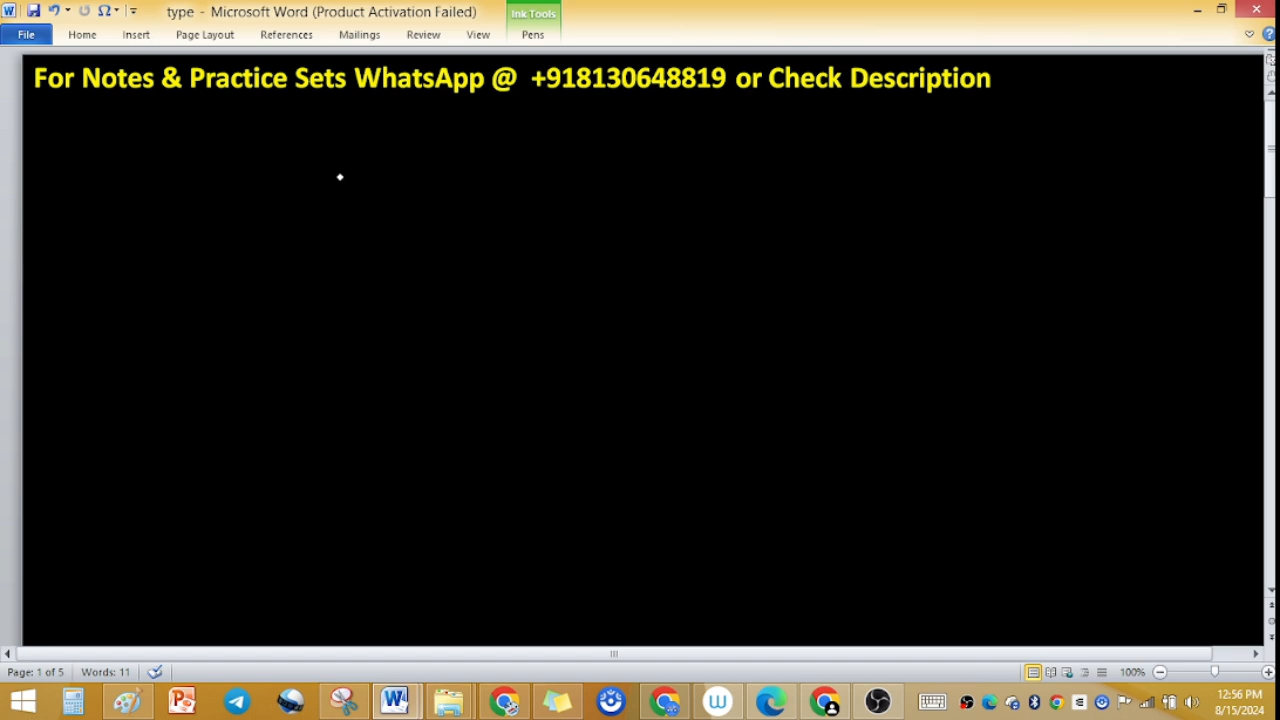 type - Microsoft Word (Product Activation Failed)
Ink Tools
File Home Insert Page Layout References Mailings Review View Pens
For Notes & Practice Sets WhatsApp @ +918130648819 or Check Description
Page: 1 of 5 Words: 11 100%
12:56 PM
8/15/2024